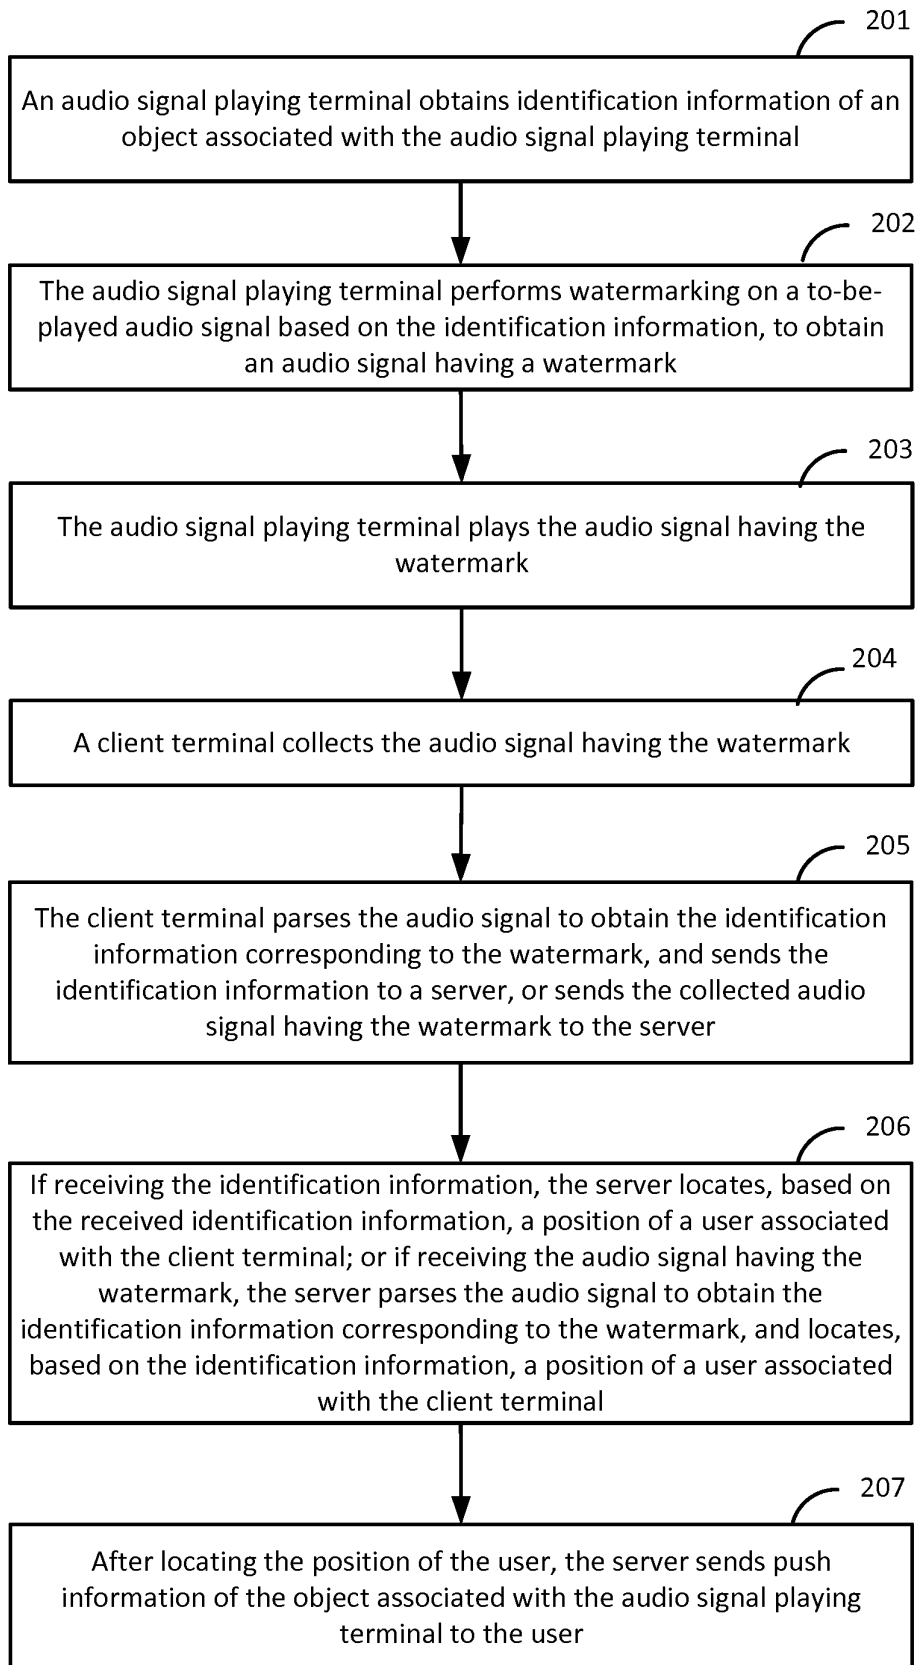 201
An audio signal playing terminal obtains identification information of an
object associated with the audio signal playing terminal
202
The audio signal playing terminal performs watermarking on a to-be-
played audio signal based on the identification information, to obtain
an audio signal having a watermark
203
The audio signal playing terminal plays the audio signal having the
watermark
204
A client terminal collects the audio signal having the watermark
205
The client terminal parses the audio signal to obtain the identification
information corresponding to the watermark, and sends the
identification information to a server, or sends the collected audio
signal having the watermark to the server
206
If receiving the identification information, the server locates, based on
the received identification information, a position of a user associated
with the client terminal; or if receiving the audio signal having the
watermark, the server parses the audio signal to obtain the
identification information corresponding to the watermark, and locates,
based on the identification information, a position of a user associated
with the client terminal
207
After locating the position of the user, the server sends push
information of the object associated with the audio signal playing
terminal to the user